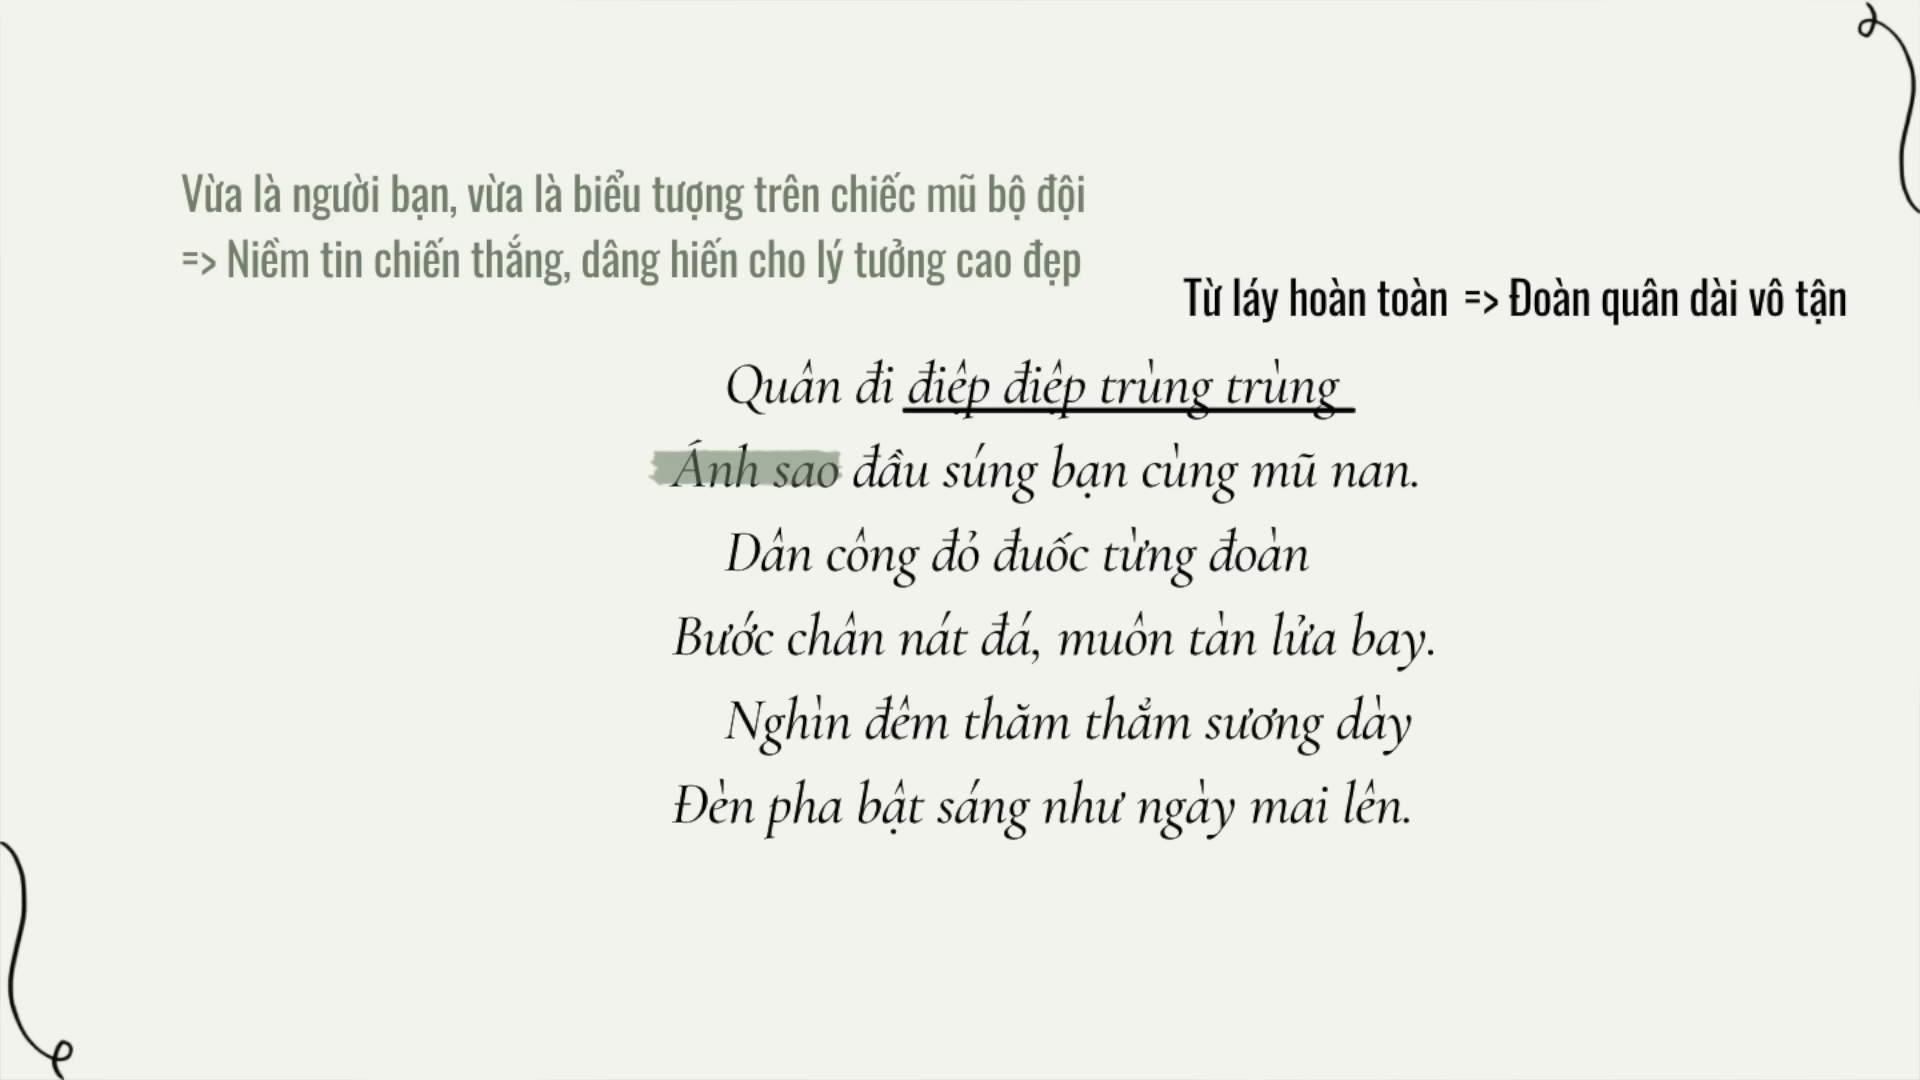 Vừa là người bạn, vừa là biểu tượng trên chiếc mũ bộ đội
=> Niềm tin chiến thắng, dâng hiến cho lý tưởng cao đẹp
Từ láy hoàn toàn => Đoàn quân dài vô tận
Quân đi điệp điệp trùng trùng
Ánh sao đầu súng bạn cùng mũ nan.
Dân công đỏ đuốc từng đoàn
Bước chân nát đá, muôn tàn lửa bay.
Nghìn đêm thăm thẳm sương dày
Đèn pha bật sáng như ngày mai lên.